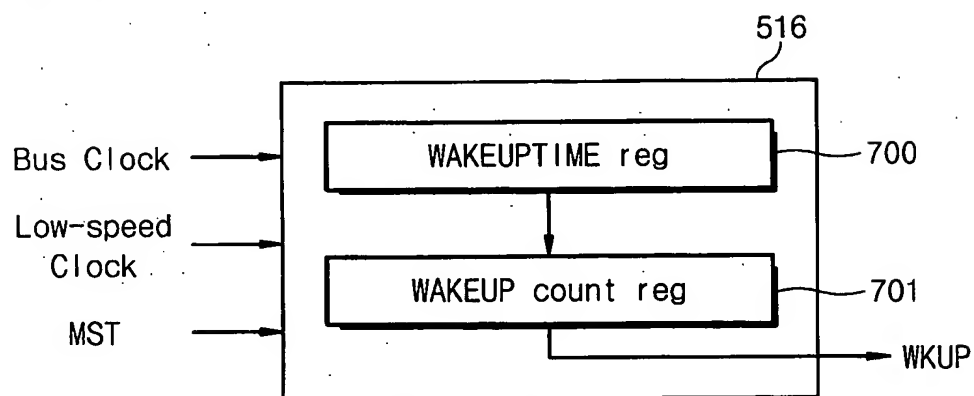 516
WAKEUPTIME reg
700
Bus Clock
Low-speed
Clock
WAKEUP count reg
701
MST
WKUP